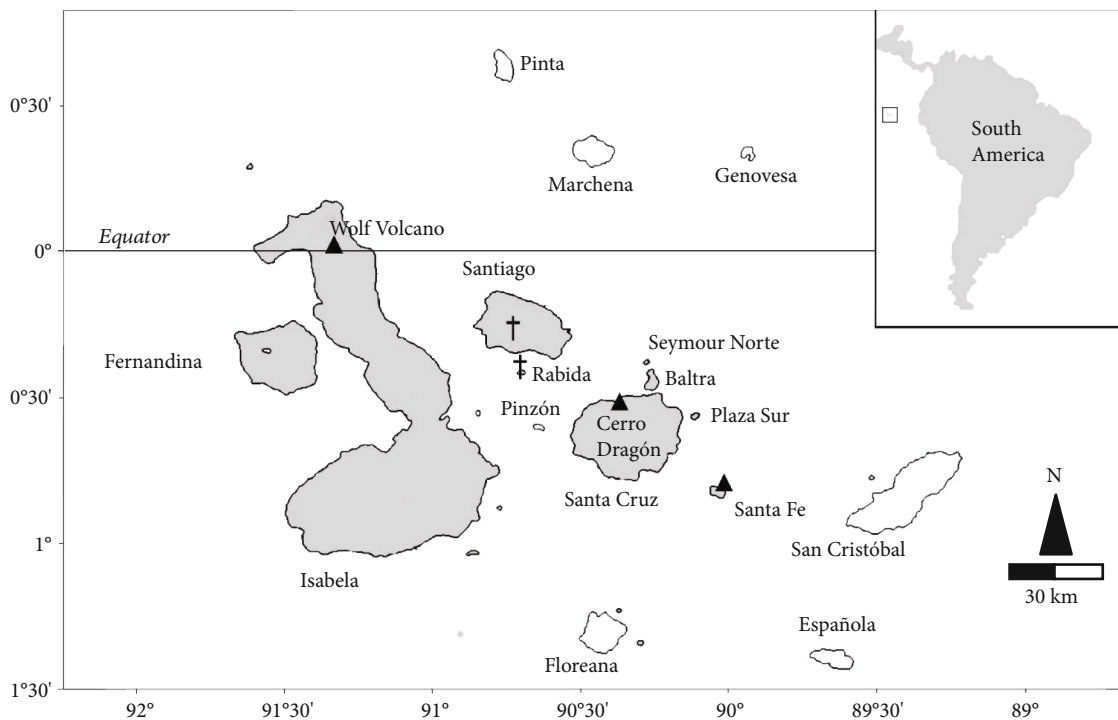 Pinta
0°30'
South
America
Marchena
Genovesa
Wolf Volcano
Equator
0°
Santiago
Seymour Norte
Fernandina
Rabida
Baltra
0°30'
Pinzón
Plaza Sur
Cerro
Dragón
Santa Cruz
Santa Fe
N
1°
San Cristóbal
Isabela
30 km
Española
Floreana
1°30'
92°
91°30'
91°
90°30'
90°
89°30'
89°